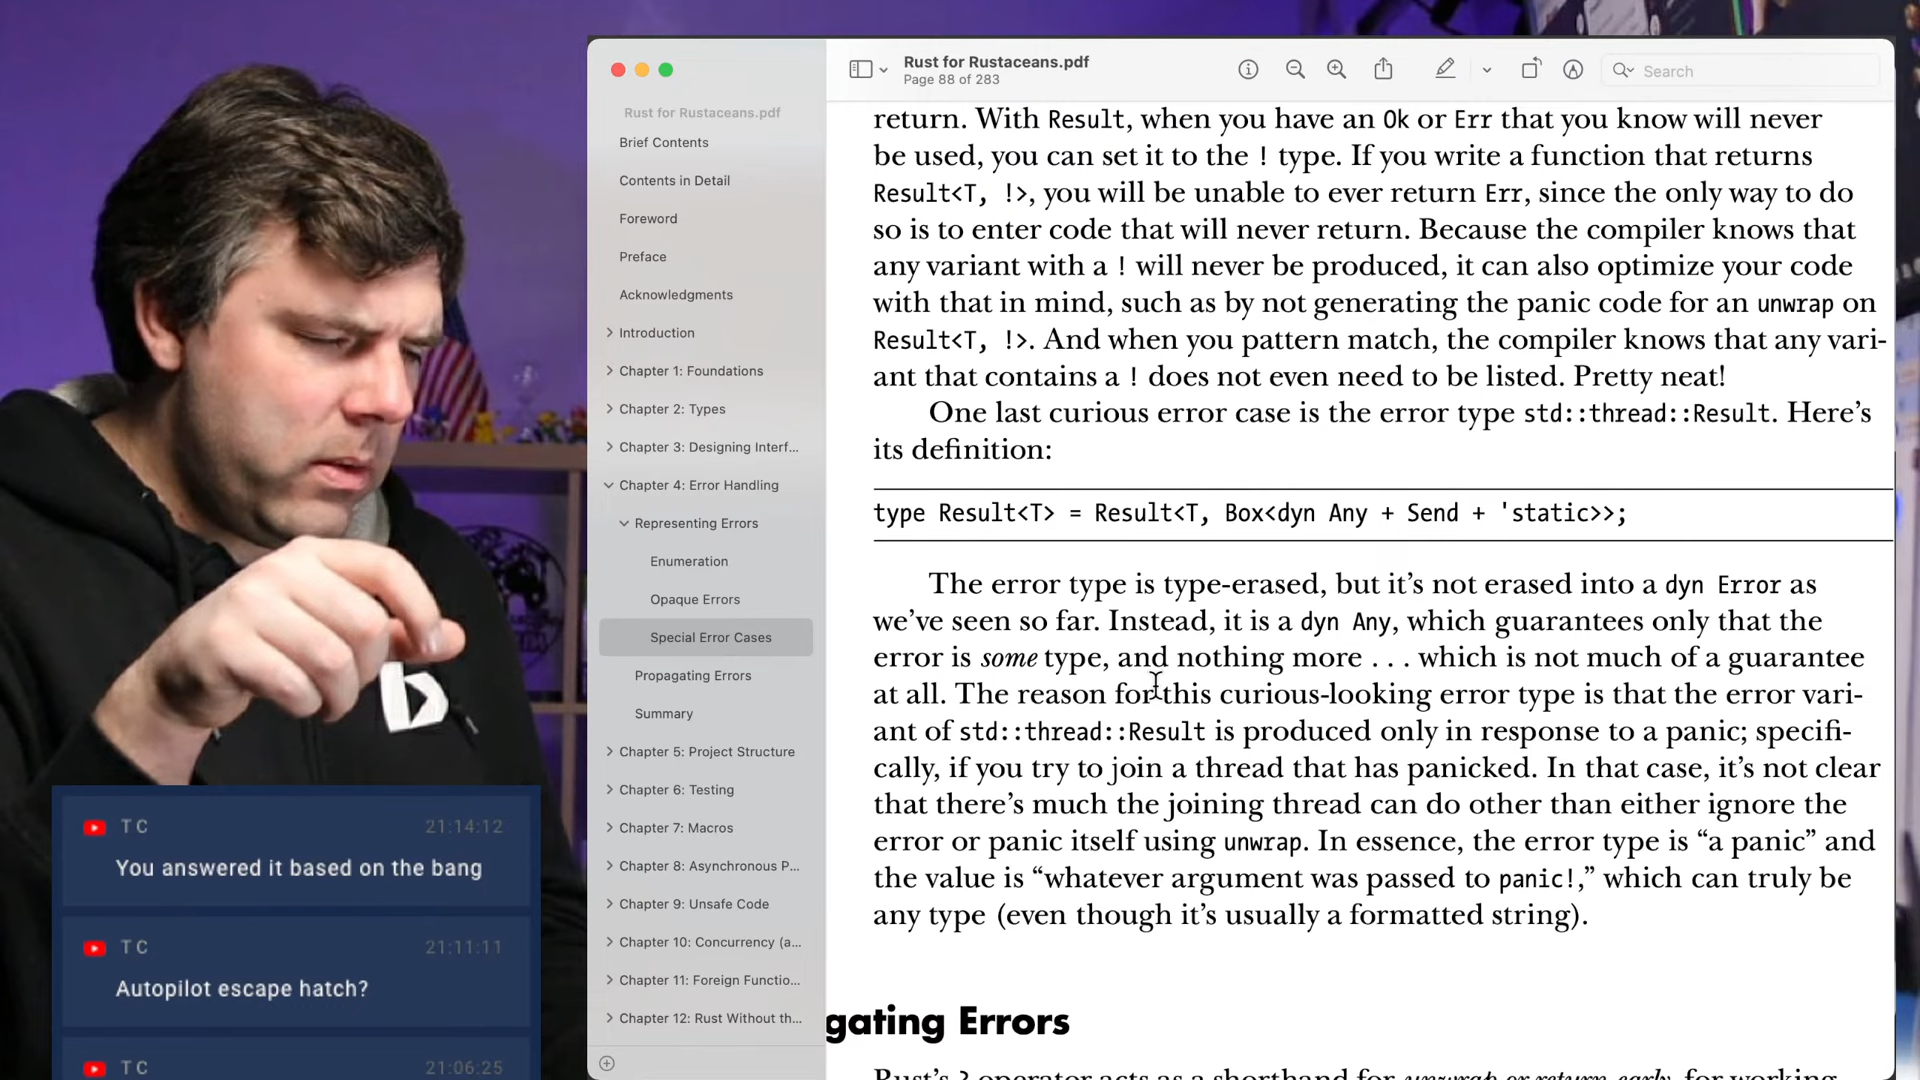 Rust for Rustaceans.pdf
Page 88 of 283
Search
Rust for Rustaceans.pdf
Brief Contents
Contents in Detail
Foreword
Preface
Acknowledgments
Introduction
Chapter 1: Foundations
Chapter 2: Types
Chapter 3: Designing Interf...
Chapter 4: Error Handling
Representing Errors
Enumeration
Opaque Errors
Special Error Cases
Propagating Errors
Summary
Chapter 5: Project Structure
Chapter 6: Testing
Chapter 7: Macros
Chapter 8: Asynchronous P...
Chapter 9: Unsafe Code
Chapter 10: Concurrency (a...
Chapter 11: Foreign Functio...
Chapter 12: Rust Without th...
return. With Result, when you have an Ok or Err that you know will never
be used, you can set it to the ! type. If you write a function that returns
Result<T, !>, you will be unable to ever return Err, since the only way to do
so is to enter code that will never return. Because the compiler knows that
any variant with a ! will never be produced, it can also optimize your code
with that in mind, such as by not generating the panic code for an unwrap on
Result<T, !>. And when you pattern match, the compiler knows that any vari-
ant that contains a ! does not even need to be listed. Pretty neat!
One last curious error case is the error type std::thread::Result. Here's
its definition:
type Result<T> = Result<T, Box<dyn Any + Send + 'static>>;
The error type is type-erased, but it's not erased into a dyn Error as
we've seen so far. Instead, it is a dyn Any, which guarantees only that the
error is some type, and nothing more . . . which is not much of a guarantee
at all. The reason for this curious-looking error type is that the error vari-
ant of std::thread::Result is produced only in response to a panic; specifi-
cally, if you try to join a thread that has panicked. In that case, it's not clear
that there's much the joining thread can do other than either ignore the
error or panic itself using unwrap. In essence, the error type is “a panic” and
the value is “whatever argument was passed to panic!,” which can truly be
any type (even though it's usually a formatted string).
gating Errors
Rust's ? operator acts as a shorthand for unwrap or return early, for working
T C 21:14:12
You answered it based on the bang
T C 21:11:11
Autopilot escape hatch?
T C 21:06:25